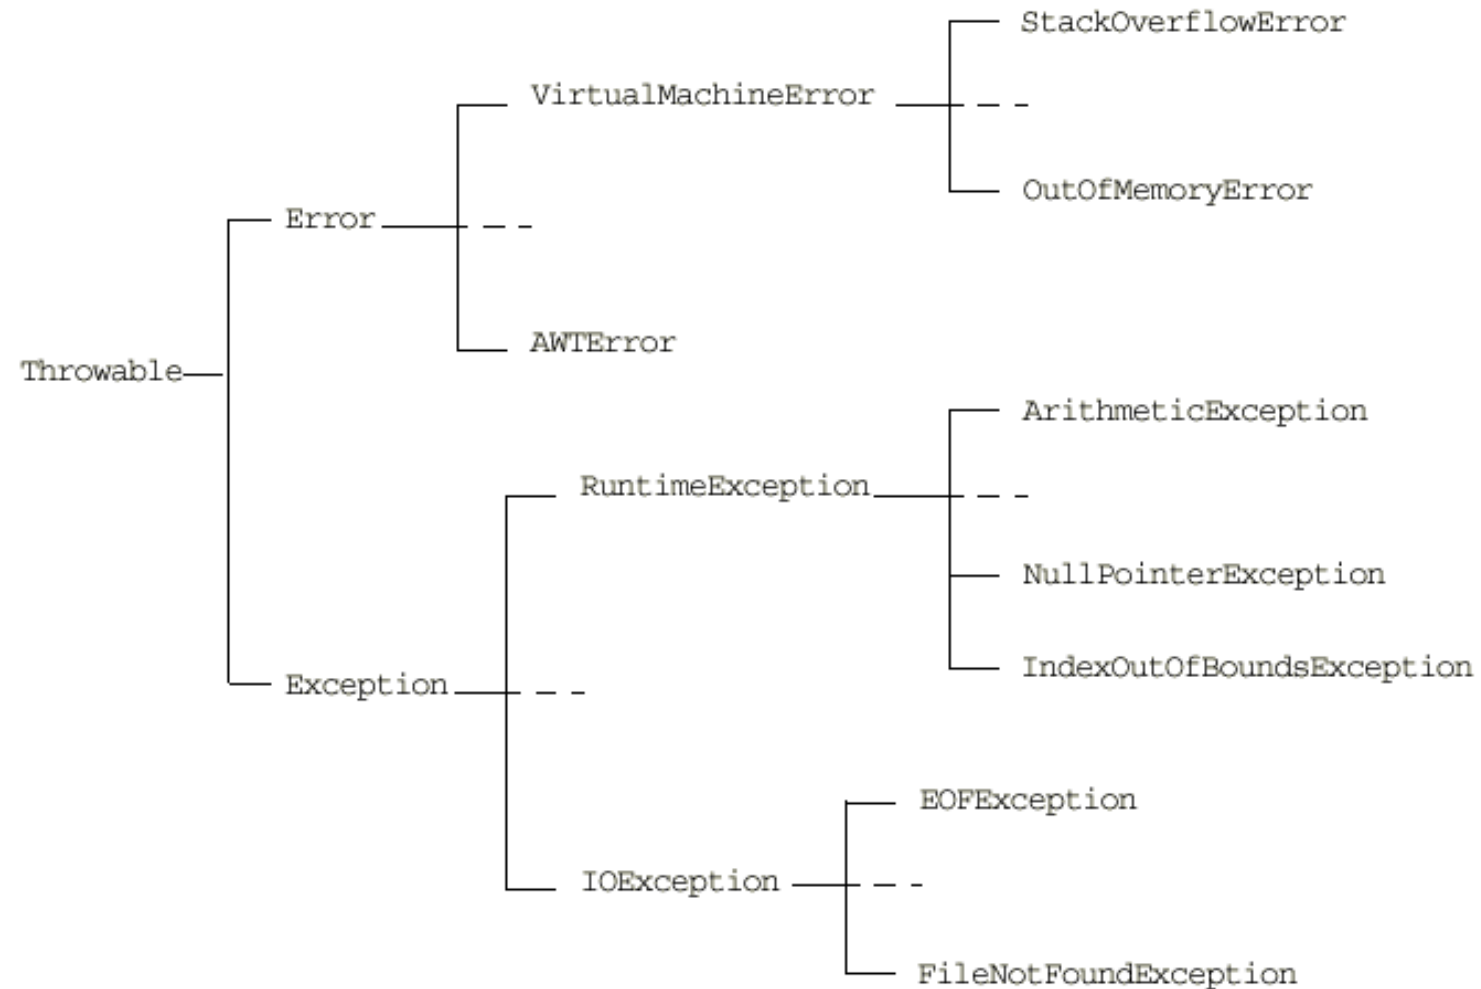 StackOverflowError
VirtualMachineError
OutOfMemoryError
Error
AWTError
Throwable
ArithmeticException
RuntimeException
NullPointerException
IndexOutOfBoundsException
Exception
EOFException
IOException
FileNotFoundException